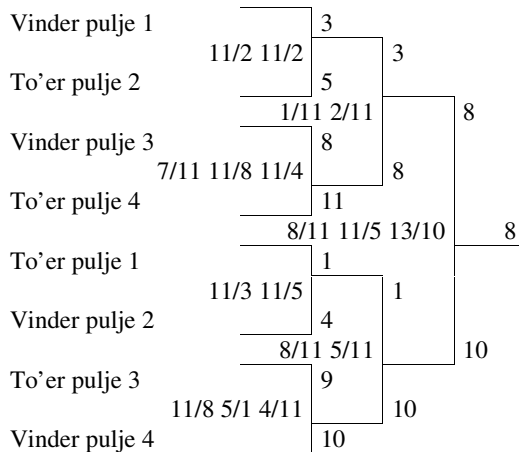 Vinder pulje 1
3
11/2 11/2
3
To'er pulje 2
5
1/11 2/11
8
Vinder pulje 3
8
7/11 11/8 11/4
8
To'er pulje 4
11
8/11 11/5 13/10
8
To'er pulje 1
1
11/3 11/5
1
Vinder pulje 2
4
8/11 5/11
10
To'er pulje 3
9
11/8 5/1 4/11
10
Vinder pulje 4
10